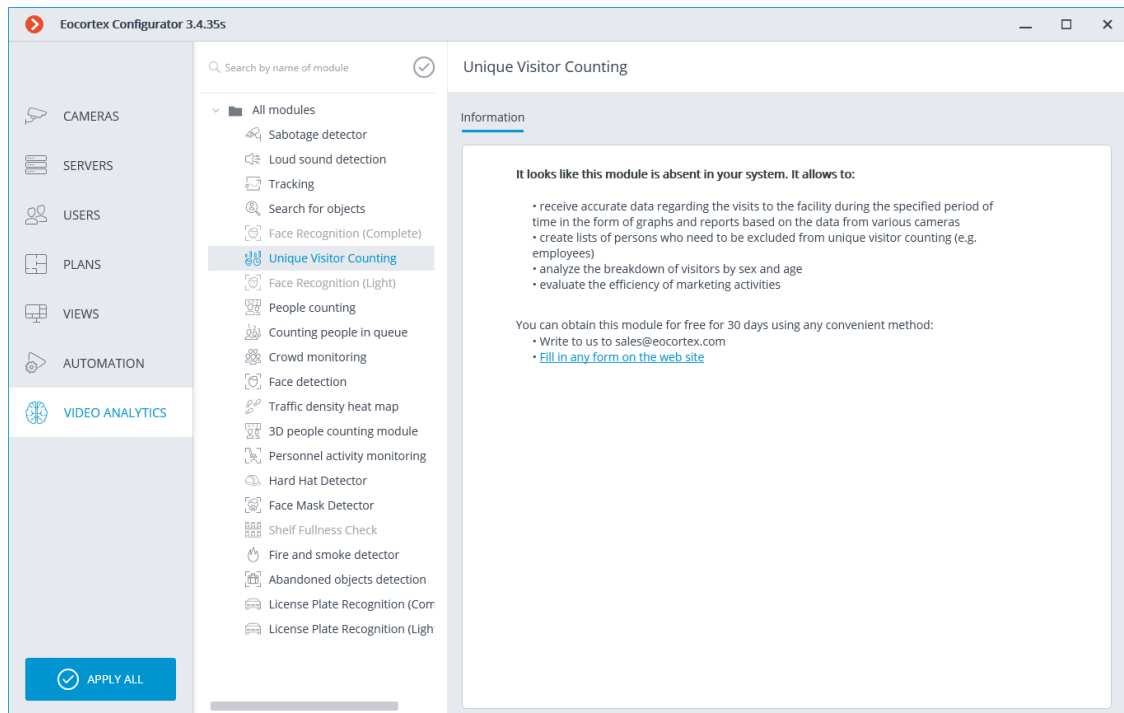 Eocortex Configurator 3.4.35s
CAMERAS
SERVERS
USERS
PLANS
VIEWS
AUTOMATION
VIDEO ANALYTICS
APPLY ALL
Search by name of module
All modules
Sabotage detector
Loud sound detection
Tracking
Search for objects
Face Recognition (Complete)
Unique Visitor Counting
Face Recognition (Light)
People counting
Counting people in queue
Crowd monitoring
Face detection
Traffic density heat map
3D people counting module
Personnel activity monitoring
Hard Hat Detector
Face Mask Detector
Shelf Fullness Check
Fire and smoke detector
Abandoned objects detection
License Plate Recognition (Com
License Plate Recognition (Ligh
Unique Visitor Counting
Information
It looks like this module is absent in your system. It allows to:
• receive accurate data regarding the visits to the facility during the specified period of
time in the form of graphs and reports based on the data from various cameras
• create lists of persons who need to be excluded from unique visitor counting (e.g.
employees)
• analyze the breakdown of visitors by sex and age
• evaluate the efficiency of marketing activities
You can obtain this module for free for 30 days using any convenient method:
• Write to us to sales@eocortex.com
• Fill in any form on the web site